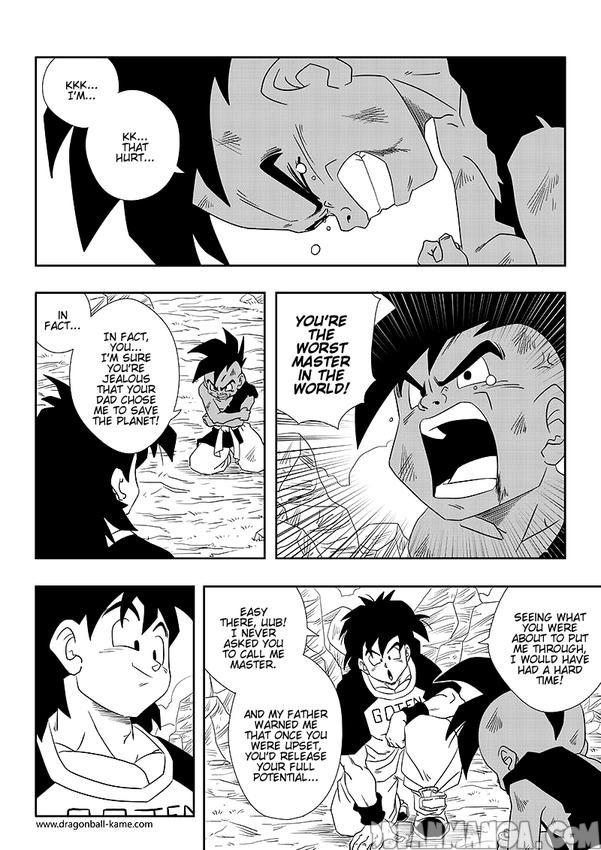 KKK...
I'M...
KK...
THAT
HURT...
IN
FACT...
IN FACT,
YOU...
I'M SURE
YOU'RE
JEALOUS
THAT YOUR
DAD CHOSE
ME TO SAVE
THE PLANET!
YOU'RE
THE
WORST
MASTER
IN THE
WORLD!
GOTEN
www.dragonball-kame.com
EASY
THERE, UUB!
I NEVER
ASKED YOU
TO CALL ME
MASTER.
AND MY FATHER
WARNED ME
THAT ONCE YOU
WERE UPSET,
YOU'D RELEASE
YOUR FULL
POTENTIAL...
GOTEN
SEEING WHAT
YOU WERE
ABOUT TO PUT
ME THROUGH,
I WOULD HAVE
HAD A HARD
TIME!
DBZAMMANGA.COM